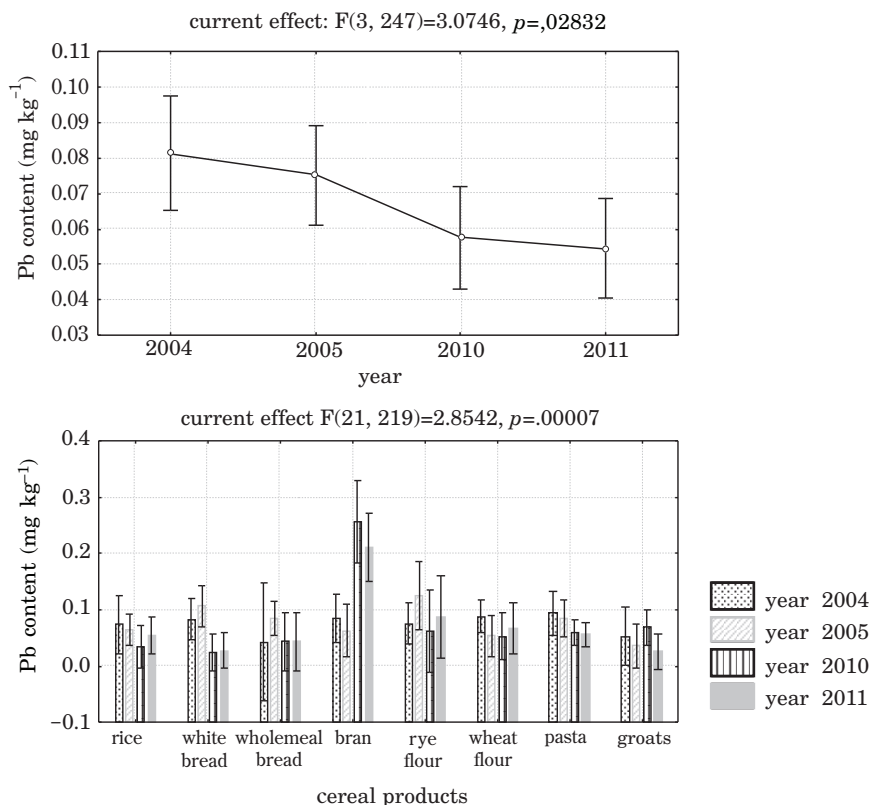 current effect: F(3, 247)=3.0746, p=,02832
Pb content (mg kg⁻¹)
0.11
0.10
0.09
0.08
0.07
0.06
0.05
0.04
0.03
2004 2005 2010 2011
year
current effect F(21, 219)=2.8542, p=.00007
Pb content (mg kg⁻¹)
0.4
0.3
0.2
0.1
0.0
–0.1
rice white wholemeal bran rye wheat pasta groats
bread bread flour flour
cereal products
year 2004
year 2005
year 2010
year 2011